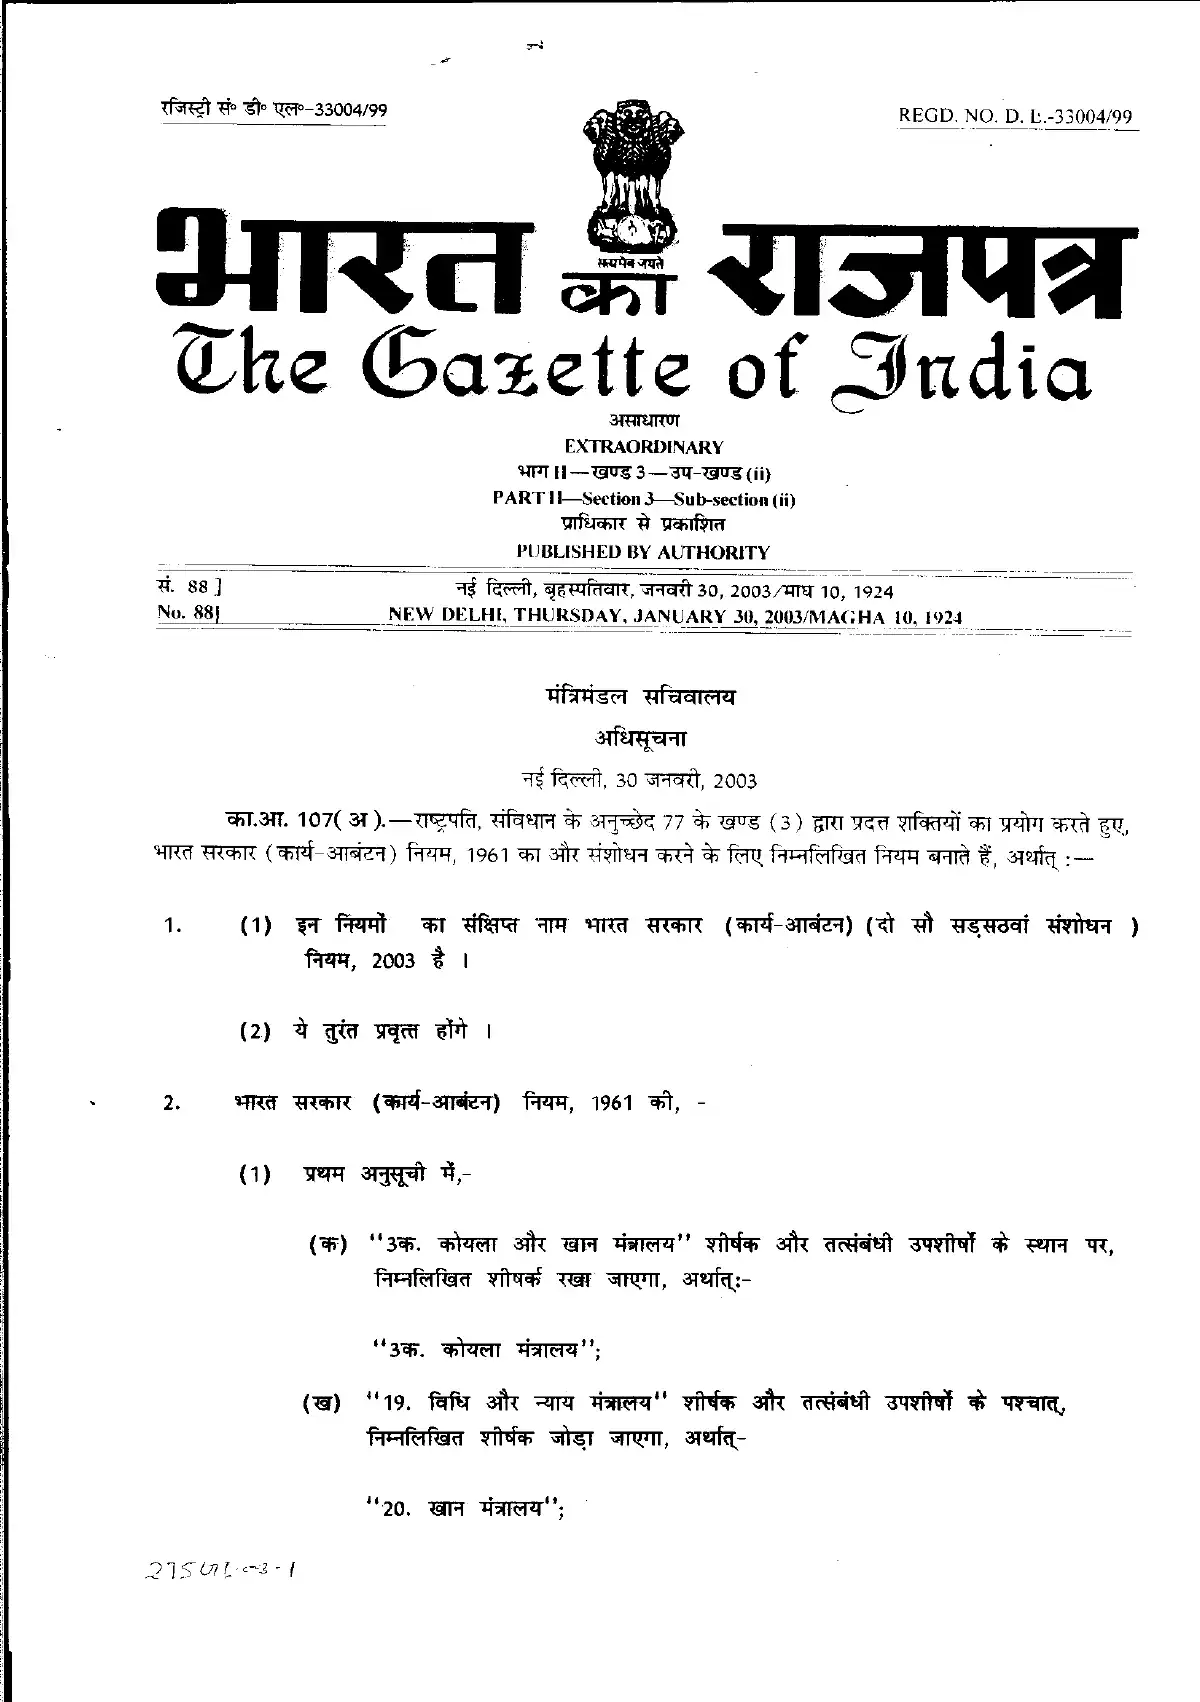 रजिस्ट्री सं° डी° एल°-33004/99
REGD. NO. D. L.-33004/99
सत्यमेव जयते
भारत का राजपत्र
The Gazette of India
असाधारण
EXTRAORDINARY
भाग II—खण्ड 3—उप-खण्ड (ii)
PART II—Section 3—Sub-section (ii)
प्राधिकार से प्रकाशित
PUBLISHED BY AUTHORITY
सं. 88]
नई दिल्ली, बृहस्पतिवार, जनवरी 30, 2003/माघ 10, 1924
No. 88]
NEW DELHI, THURSDAY, JANUARY 30, 2003/MAGHA 10, 1924
मंत्रिमंडल सचिवालय
अधिसूचना
नई दिल्ली, 30 जनवरी, 2003
का.आ. 107( अ ).—राष्ट्रपति, संविधान के अनुच्छेद 77 के खण्ड (3) द्वारा प्रदत्त शक्तियों का प्रयोग करते हुए,
भारत सरकार (कार्य-आबंटन) नियम, 1961 का और संशोधन करने के लिए निम्नलिखित नियम बनाते हैं, अर्थात् :—
1. (1) इन नियमों का संक्षिप्त नाम भारत सरकार (कार्य-आबंटन) (दो सौ सड़सठवां संशोधन )
नियम, 2003 है ।
(2) ये तुरंत प्रवृत्त होंगे ।
2. भारत सरकार (कार्य-आबंटन) नियम, 1961 की, -
(1) प्रथम अनुसूची में,-
(क) "3क. कोयला और खान मंत्रालय" शीर्षक और तत्संबंधी उपशीर्षों के स्थान पर,
निम्नलिखित शीषर्क रखा जाएगा, अर्थात्:-
"3क. कोयला मंत्रालय";
(ख) "19. विधि और न्याय मंत्रालय" शीर्षक और तत्संबंधी उपशीर्षों के पश्चात्,
निम्नलिखित शीर्षक जोड़ा जाएगा, अर्थात्-
"20. खान मंत्रालय";